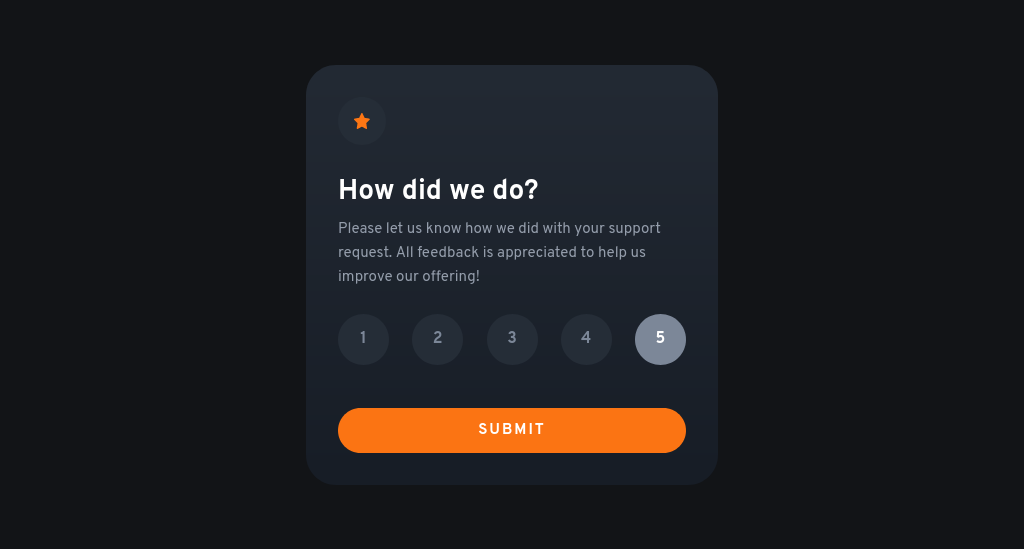 How did we do?
Please let us know how we did with your support
request. All feedback is appreciated to help us
improve our offering!
1 2 3 4 5
SUBMIT